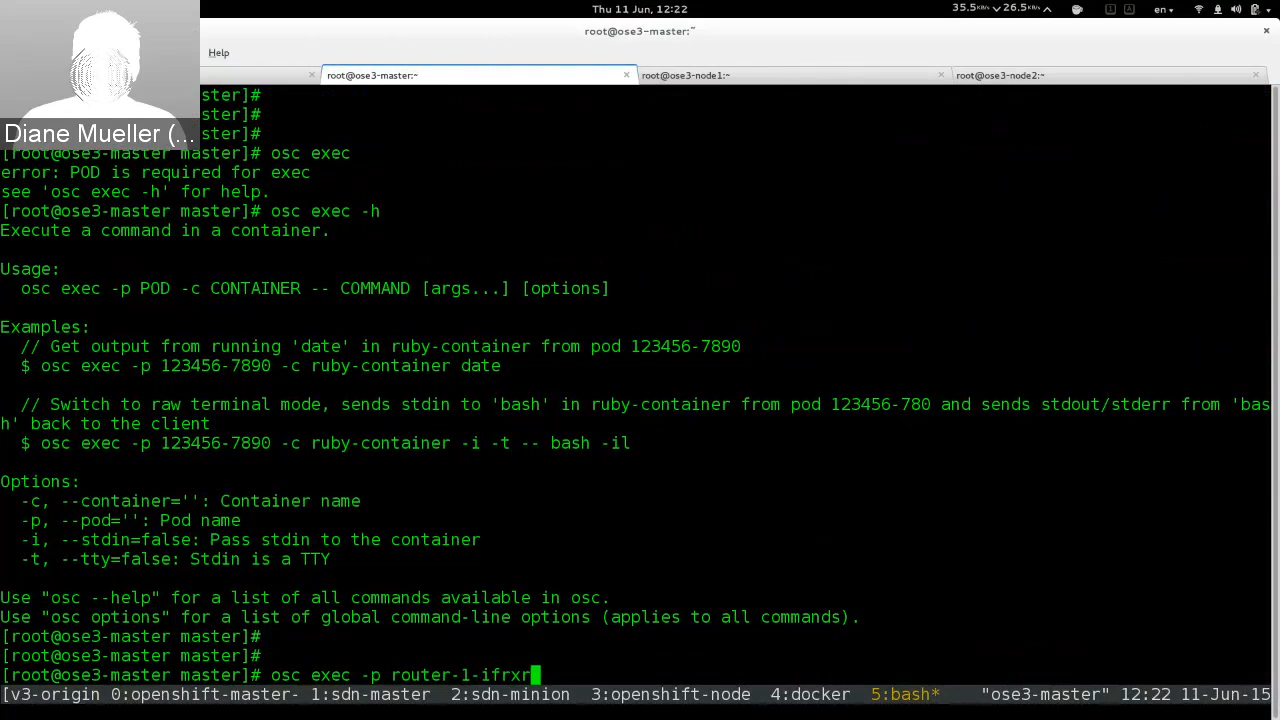 Thu 11 Jun, 12:22
35.5KB/s 26.5KB/s
en
root@ose3-master:~
Help
root@ose3-master:~
root@ose3-node1:~
root@ose3-node2:~
master]#
master]#
Diane Mueller (...
master]#
[root@ose3-master master]# osc exec
error: POD is required for exec
see 'osc exec -h' for help.
[root@ose3-master master]# osc exec -h
Execute a command in a container.
Usage:
osc exec -p POD -c CONTAINER -- COMMAND [args...] [options]
Examples:
// Get output from running 'date' in ruby-container from pod 123456-7890
$ osc exec -p 123456-7890 -c ruby-container date
// Switch to raw terminal mode, sends stdin to 'bash' in ruby-container from pod 123456-780 and sends stdout/stderr from 'bas
h' back to the client
$ osc exec -p 123456-7890 -c ruby-container -i -t -- bash -il
Options:
-c, --container='': Container name
-p, --pod='': Pod name
-i, --stdin=false: Pass stdin to the container
-t, --tty=false: Stdin is a TTY
Use "osc --help" for a list of all commands available in osc.
Use "osc options" for a list of global command-line options (applies to all commands).
[root@ose3-master master]#
[root@ose3-master master]#
[root@ose3-master master]# osc exec -p router-1-ifrxr
[v3-origin 0:openshift-master- 1:sdn-master 2:sdn-minion 3:openshift-node 4:docker 5:bash* "ose3-master" 12:22 11-Jun-15